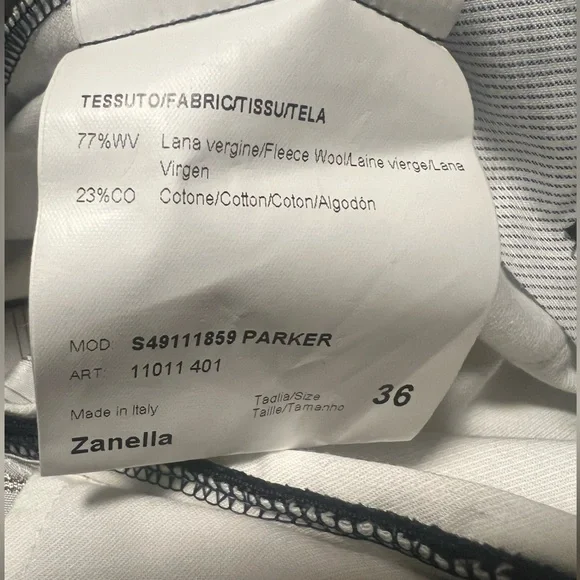 TESSUTO/FABRIC/TISSU/TELA
77%WV Lana vergine/Fleece Wool/Laine vierge/Lana
Virgen
23%CO Cotone/Cotton/Coton/Algodón
MOD: S49111859 PARKER
ART: 11011 401
Made in Italy
Taglia/Size
Taille/Tamanho
36
Zanella